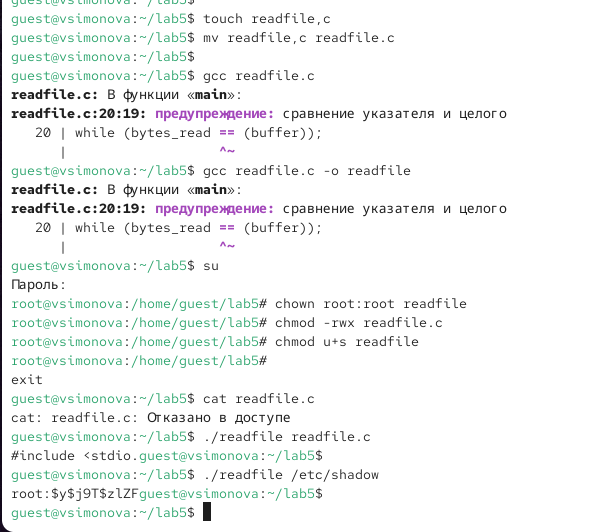 guest@vsimonova:~/lab5$
guest@vsimonova:~/lab5$ touch readfile,c
guest@vsimonova:~/lab5$ mv readfile,c readfile.c
guest@vsimonova:~/lab5$
guest@vsimonova:~/lab5$ gcc readfile.c
readfile.c: В функции «main»:
readfile.c:20:19: предупреждение: сравнение указателя и целого
   20 | while (bytes_read == (buffer));
      |                   ^~
guest@vsimonova:~/lab5$ gcc readfile.c -o readfile
readfile.c: В функции «main»:
readfile.c:20:19: предупреждение: сравнение указателя и целого
   20 | while (bytes_read == (buffer));
      |                   ^~
guest@vsimonova:~/lab5$ su
Пароль:
root@vsimonova:/home/guest/lab5# chown root:root readfile
root@vsimonova:/home/guest/lab5# chmod -rwx readfile.c
root@vsimonova:/home/guest/lab5# chmod u+s readfile
root@vsimonova:/home/guest/lab5#
exit
guest@vsimonova:~/lab5$ cat readfile.c
cat: readfile.c: Отказано в доступе
guest@vsimonova:~/lab5$ ./readfile readfile.c
#include <stdio.guest@vsimonova:~/lab5$
guest@vsimonova:~/lab5$ ./readfile /etc/shadow
root:$y$j9T$zlZFguest@vsimonova:~/lab5$
guest@vsimonova:~/lab5$